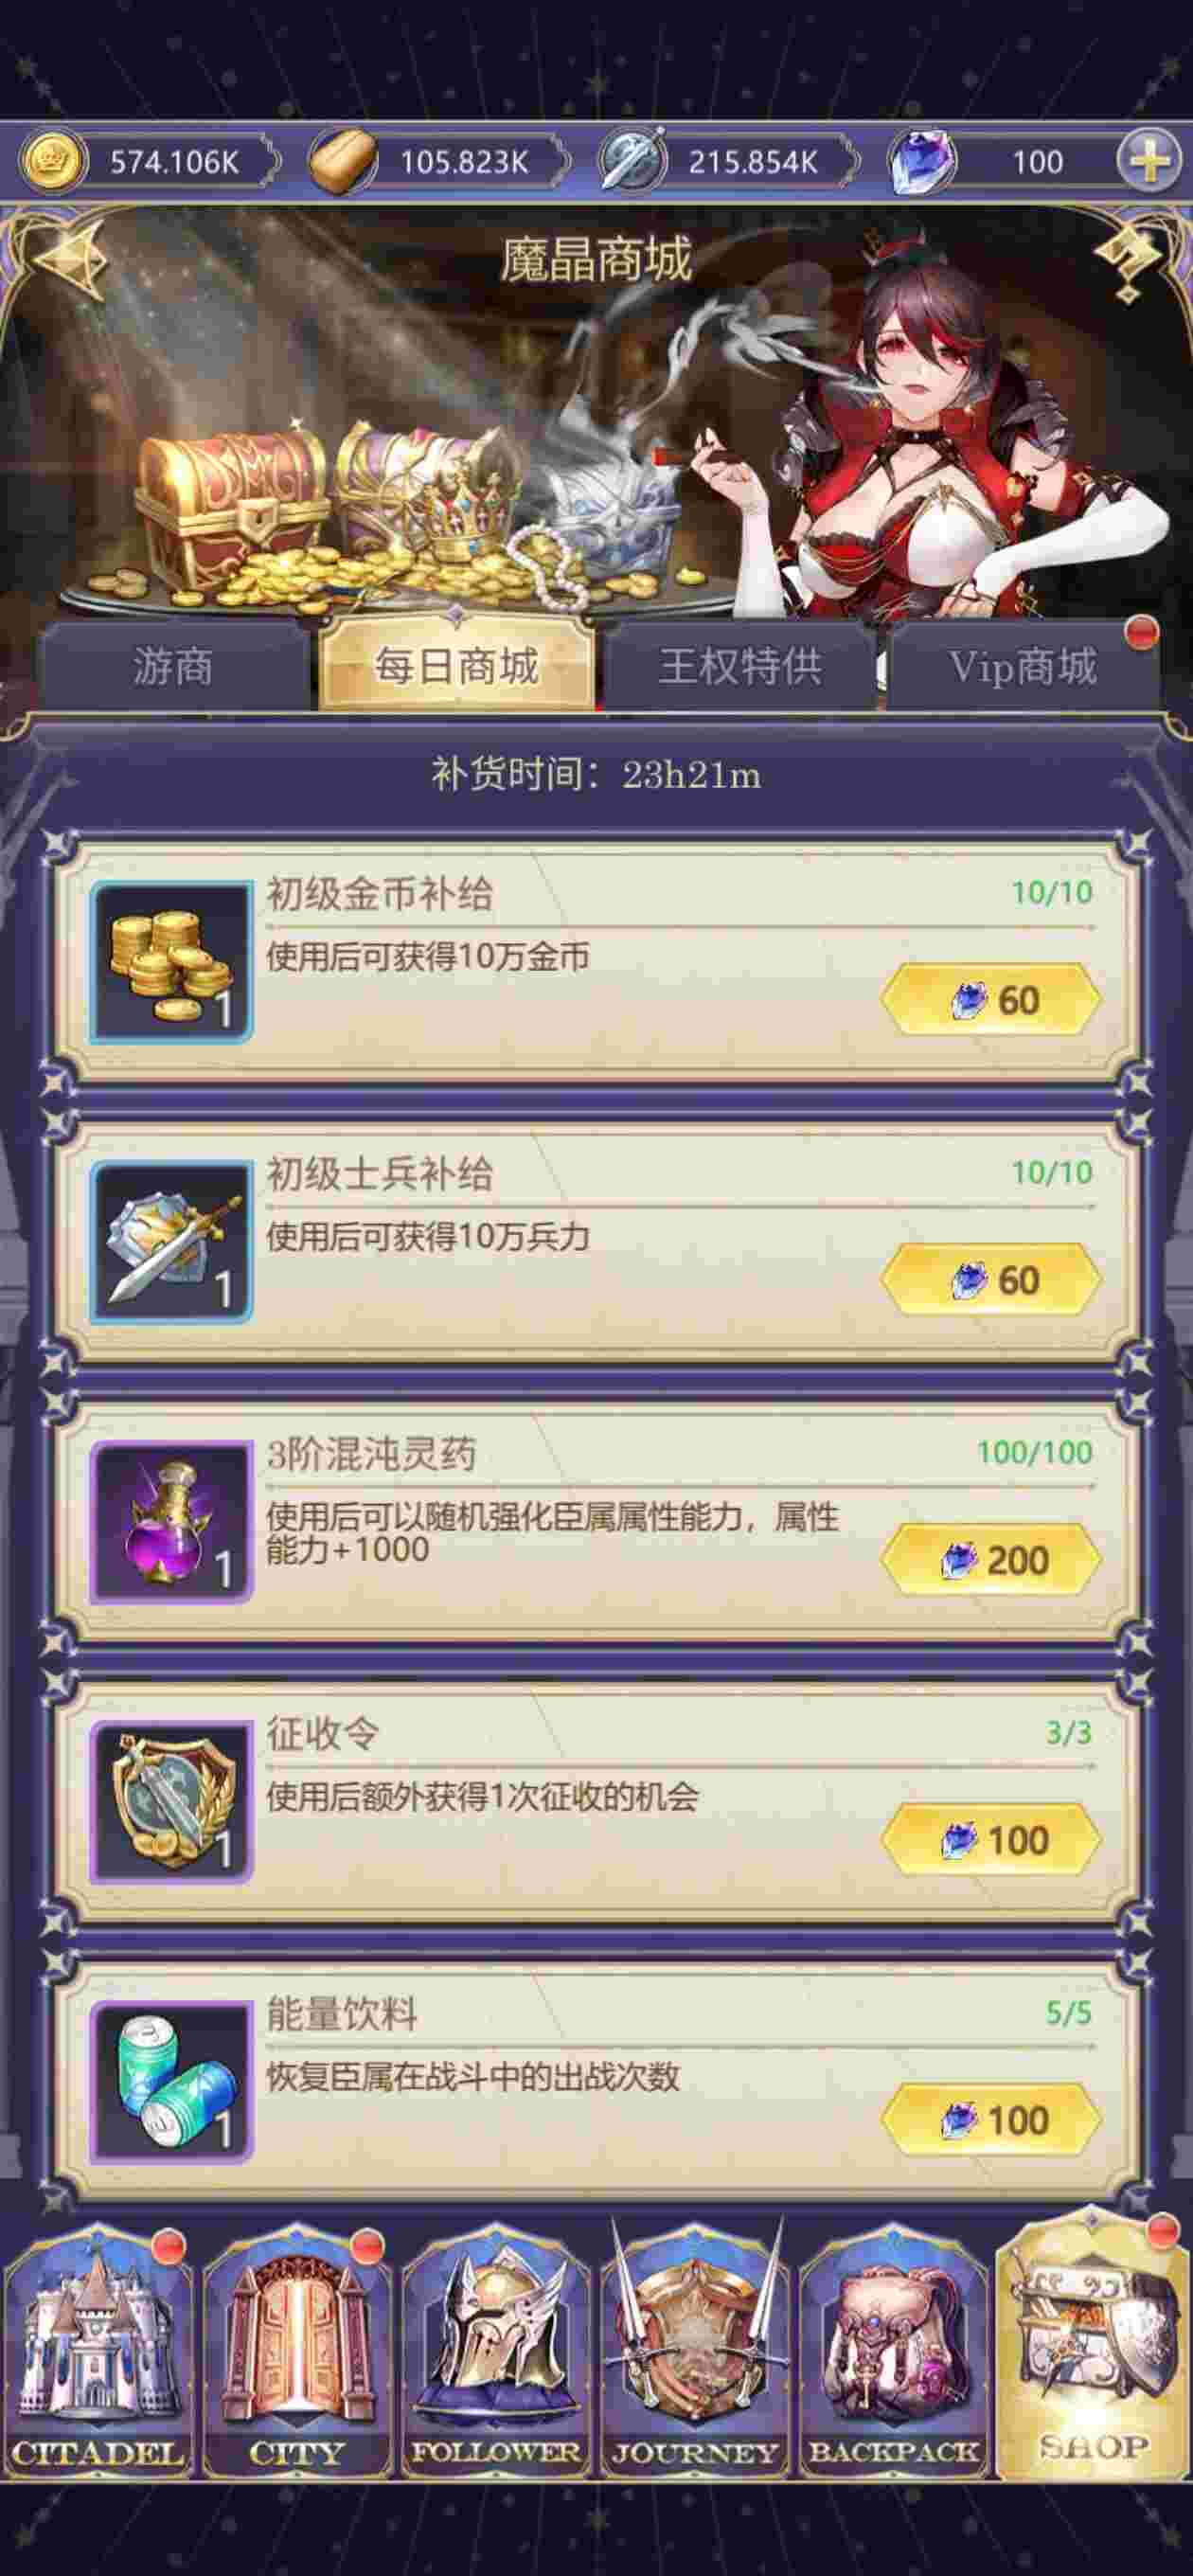 574.106K 105.823K 215.854K 100
魔晶商城
游商 每日商城 王权特供 Vip商城
补货时间：23h21m
初级金币补给 10/10
使用后可获得10万金币
1
60
初级士兵补给 10/10
使用后可获得10万兵力
1
60
3阶混沌灵药 100/100
使用后可以随机强化臣属属性能力，属性
能力+1000
1
200
征收令 3/3
使用后额外获得1次征收的机会
1
100
能量饮料 5/5
恢复臣属在战斗中的出战次数
1
100
CITADEL CITY FOLLOWER JOURNEY BACKPACK SHOP